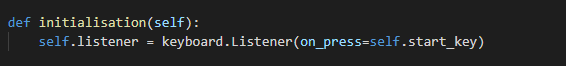 def initialisation(self):
    self.listener = keyboard.Listener(on_press=self.start_key)